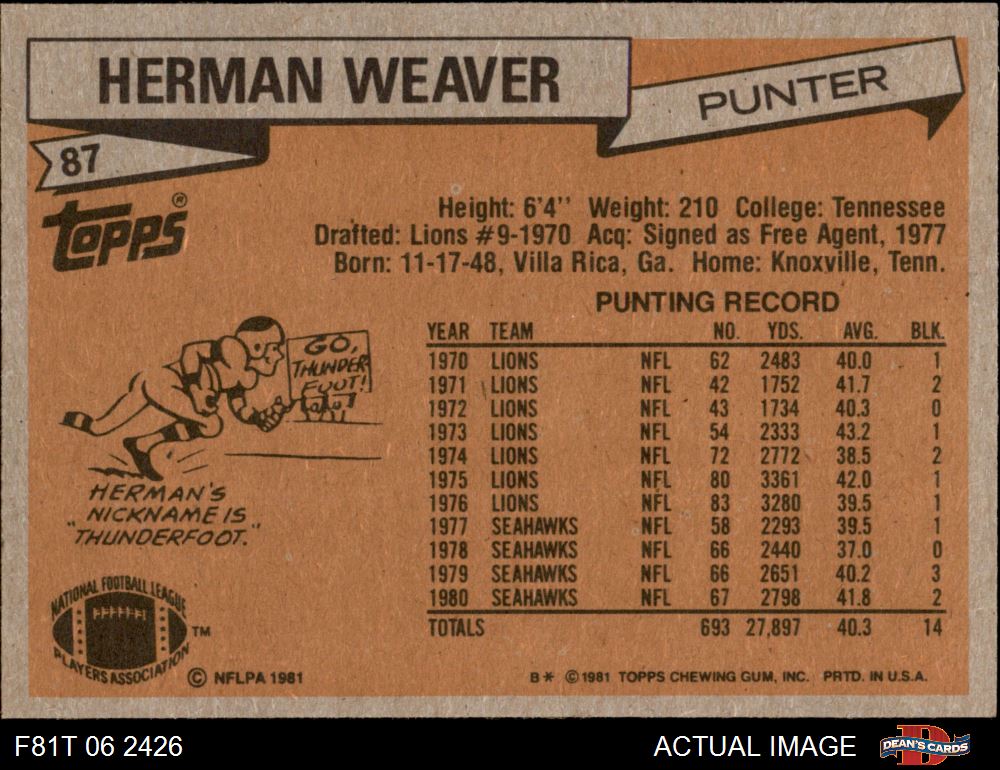 HERMAN WEAVER
PUNTER
87
TOPPS®
Height: 6'4'' Weight: 210 College: Tennessee
Drafted: Lions #9-1970 Acq: Signed as Free Agent, 1977
Born: 11-17-48, Villa Rica, Ga. Home: Knoxville, Tenn.
PUNTING RECORD
YEAR TEAM NO. YDS. AVG. BLK.
1970 LIONS NFL 62 2483 40.0 1
1971 LIONS NFL 42 1752 41.7 2
1972 LIONS NFL 43 1734 40.3 0
1973 LIONS NFL 54 2333 43.2 1
1974 LIONS NFL 72 2772 38.5 2
1975 LIONS NFL 80 3361 42.0 1
1976 LIONS NFL 83 3280 39.5 1
1977 SEAHAWKS NFL 58 2293 39.5 1
1978 SEAHAWKS NFL 66 2440 37.0 0
1979 SEAHAWKS NFL 66 2651 40.2 3
1980 SEAHAWKS NFL 67 2798 41.8 2
TOTALS 693 27,897 40.3 14
GO,
THUNDER
FOOT!
HERMAN'S
NICKNAME IS
"THUNDERFOOT."
NATIONAL FOOTBALL LEAGUE
PLAYERS ASSOCIATION
TM
© NFLPA 1981
B* © 1981 TOPPS CHEWING GUM, INC. PRTD. IN U.S.A.
F81T 06 2426
ACTUAL IMAGE
D
DEAN'S CARDS